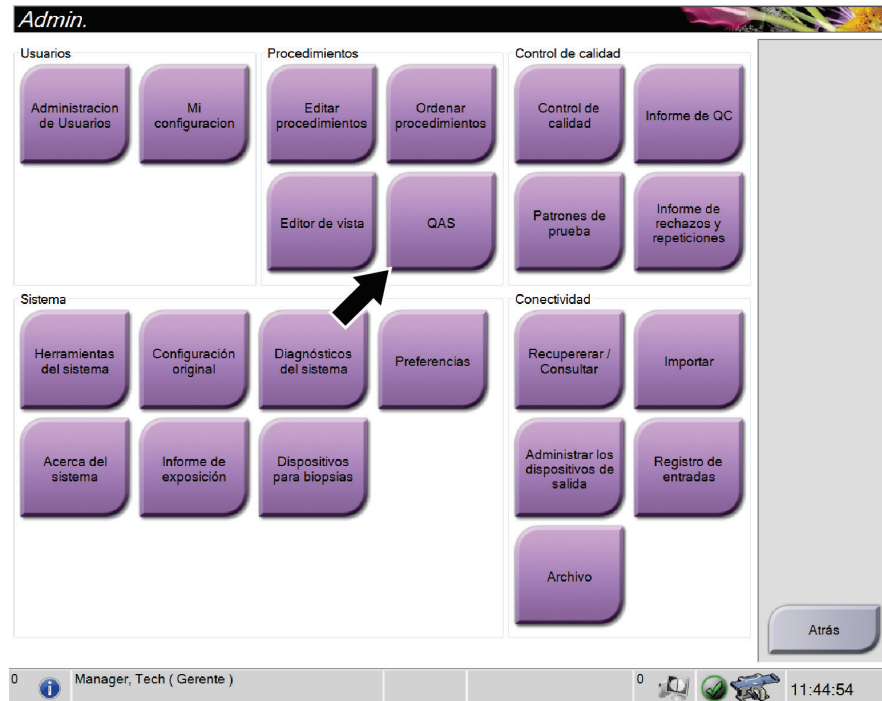 Admin.
Usuarios
Administracion
de Usuarios
Mi
configuracion
Procedimientos
Editar
procedimientos
Ordenar
procedimientos
Editor de vista
QAS
Control de calidad
Control de
calidad
Informe de QC
Patrones de
prueba
Informe de
rechazos y
repeticiones
Sistema
Herramientas
del sistema
Configuración
original
Diagnósticos
del sistema
Preferencias
Acerca del
sistema
Informe de
exposición
Dispositivos
para biopsias
Conectividad
Recupererar /
Consultar
Importar
Administrar los
dispositivos de
salida
Registro de
entradas
Archivo
Atrás
0
Manager, Tech ( Gerente )
0
11:44:54